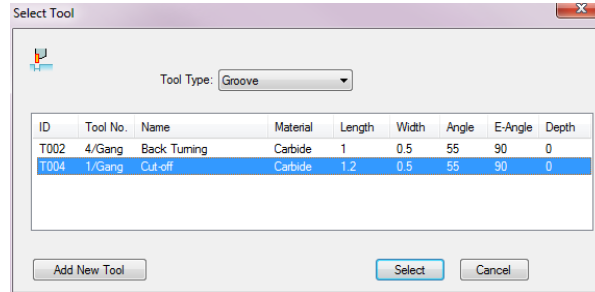 Select Tool
Tool Type: Groove
ID Tool No. Name Material Length Width Angle E-Angle Depth
T002 4/Gang Back Turning Carbide 1 0.5 55 90 0
T004 1/Gang Cut-off Carbide 1.2 0.5 55 90 0
Add New Tool Select Cancel